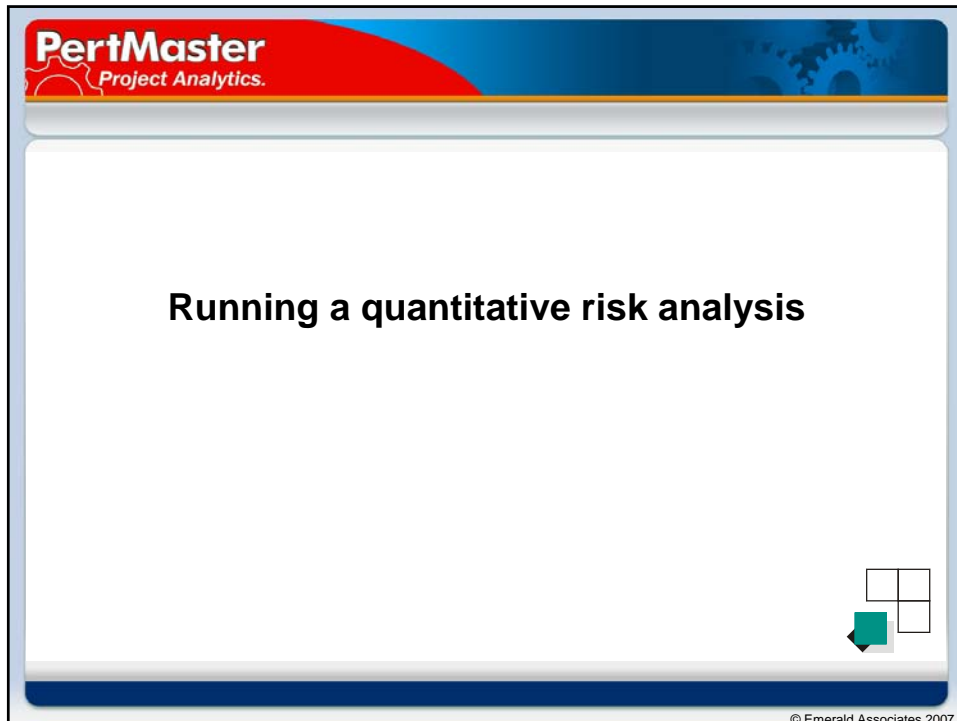 PertMaster
Project Analytics.
Running a quantitative risk analysis
© Emerald Associates 2007